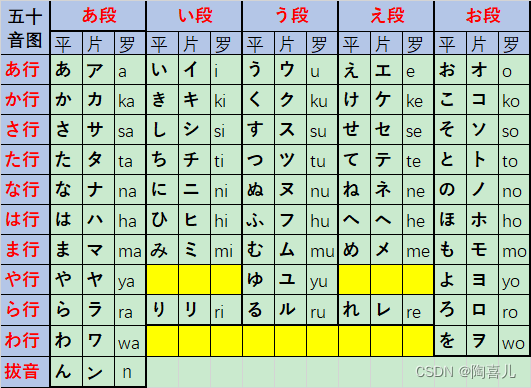 五十音图 あ段 い段 う段 え段 お段
平 片 罗 平 片 罗 平 片 罗 平 片 罗 平 片 罗
あ行 あ ア a い イ i う ウ u え エ e お オ o
か行 か カ ka き キ ki く ク ku け ケ ke こ コ ko
さ行 さ サ sa し シ si す ス su せ セ se そ ソ so
た行 た タ ta ち チ ti つ ツ tu て テ te と ト to
な行 な ナ na に ニ ni ぬ ヌ nu ね ネ ne の ノ no
は行 は ハ ha ひ ヒ hi ふ フ hu へ ヘ he ほ ホ ho
ま行 ま マ ma み ミ mi む ム mu め メ me も モ mo
や行 や ヤ ya ゆ ユ yu よ ヨ yo
ら行 ら ラ ra り リ ri る ル ru れ レ re ろ ロ ro
わ行 わ ワ wa を ヲ wo
拔音 ん ン n
CSDN @陶喜儿